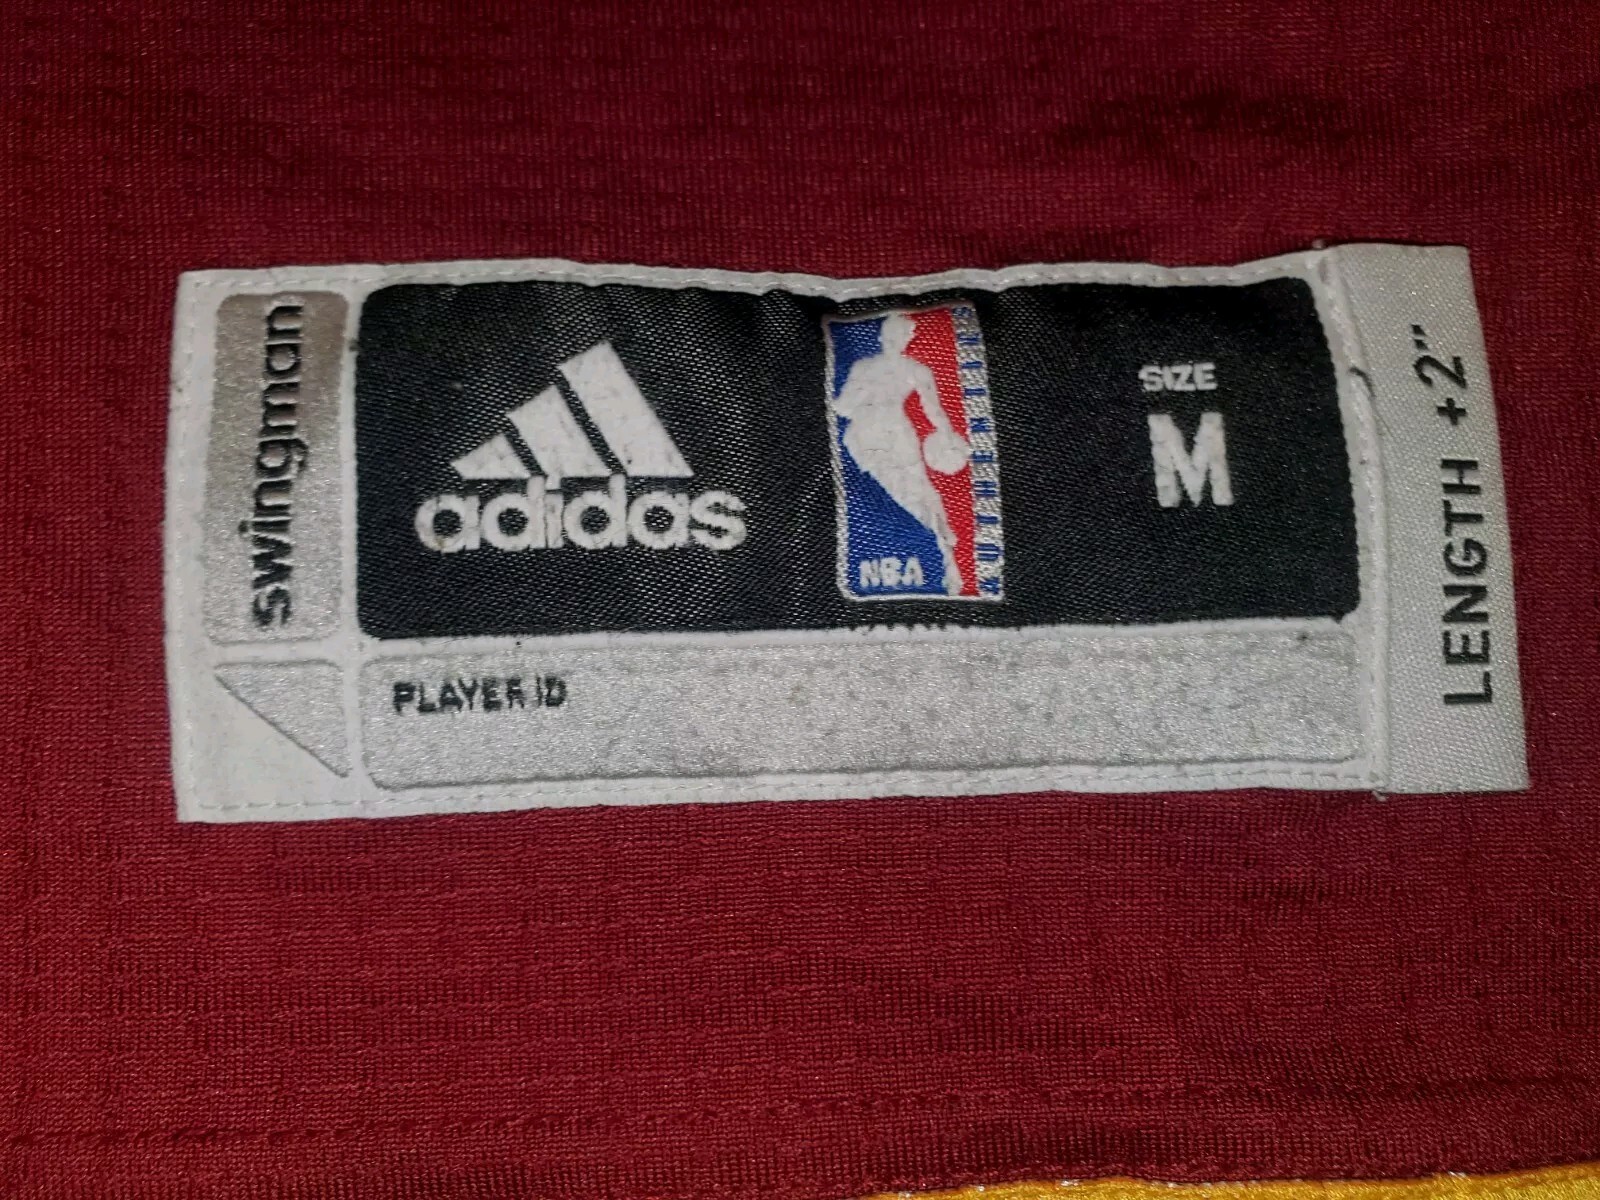 swingman
adidas
NBA
AUTHENTICS
SIZE
M
PLAYER ID
LENGTH +2"